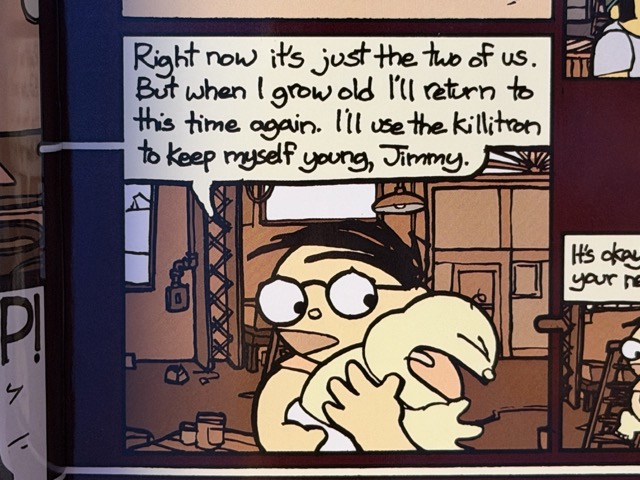 Right now it's just the two of us.
But when I grow old I'll return to
this time again. I'll use the killitron
to keep myself young, Jimmy.
It's okay
your
P!